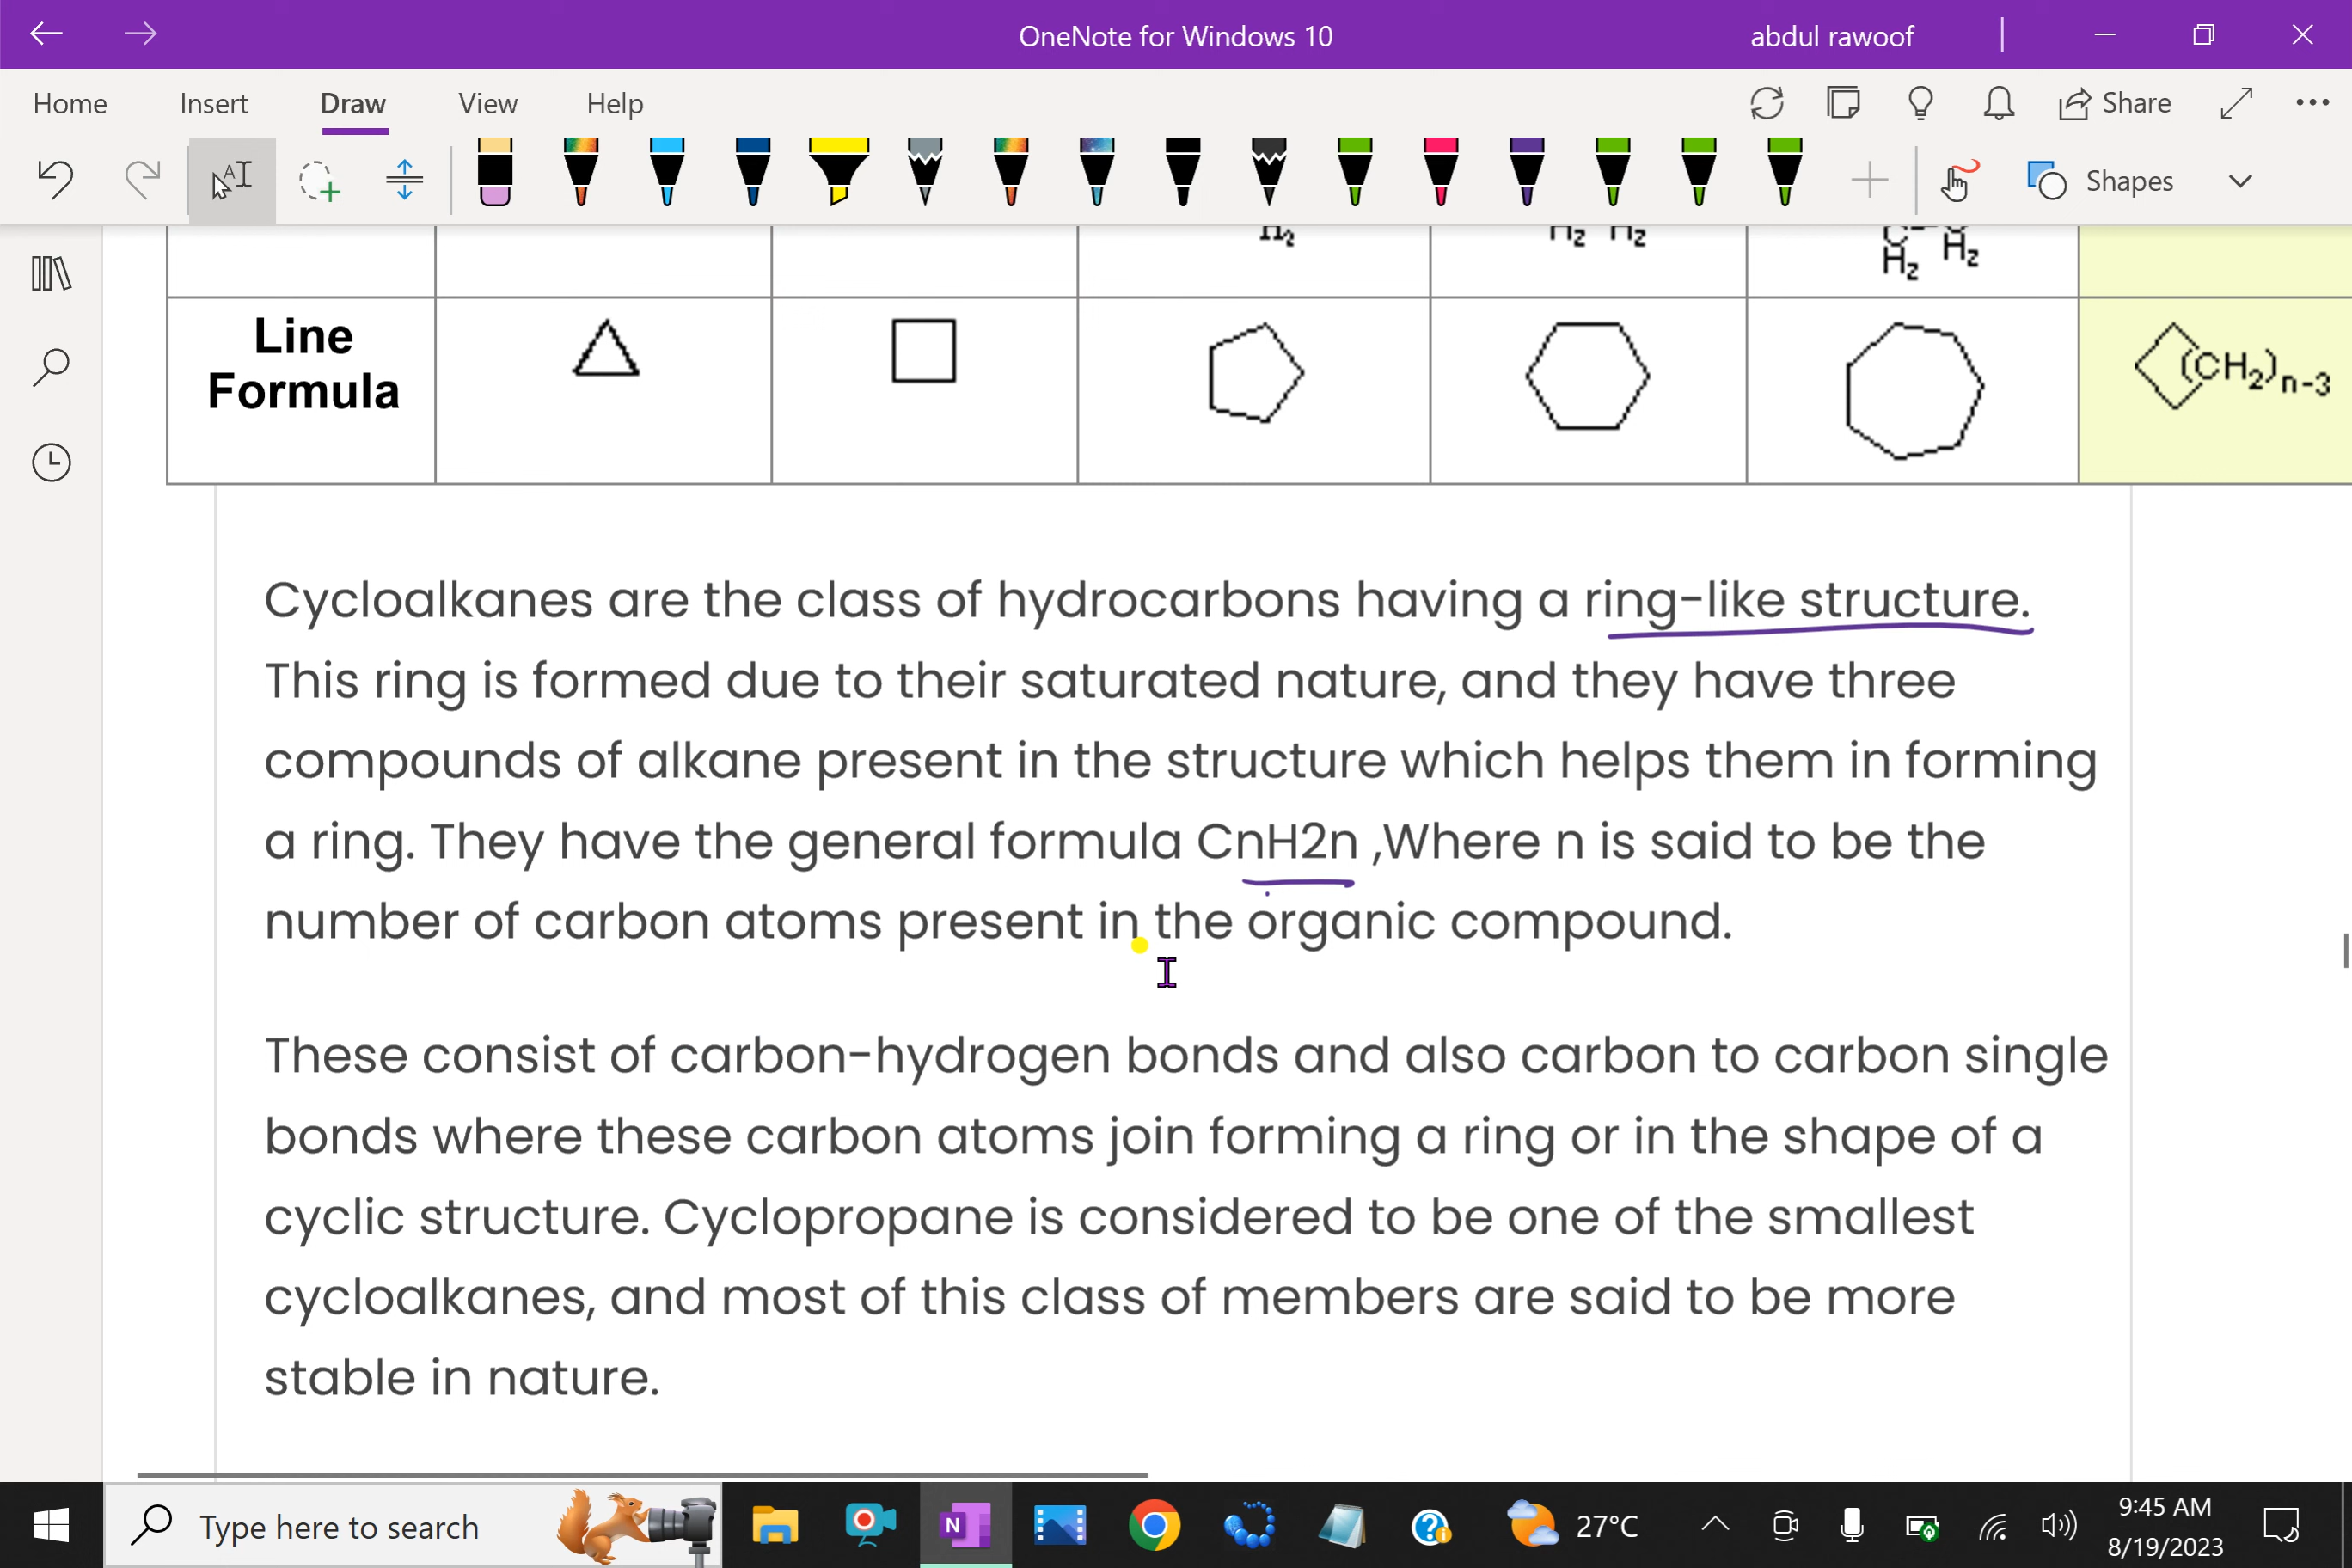 OneNote for Windows 10
abdul rawoof
Home Insert Draw View Help
Share
Shapes
H2 H2 H2 C H2 H2
Line
Formula
(CH2)n-3
Cycloalkanes are the class of hydrocarbons having a ring-like structure.
This ring is formed due to their saturated nature, and they have three
compounds of alkane present in the structure which helps them in forming
a ring. They have the general formula CnH2n ,Where n is said to be the
number of carbon atoms present in the organic compound.
These consist of carbon-hydrogen bonds and also carbon to carbon single
bonds where these carbon atoms join forming a ring or in the shape of a
cyclic structure. Cyclopropane is considered to be one of the smallest
cycloalkanes, and most of this class of members are said to be more
stable in nature.
Type here to search
27°C
9:45 AM
8/19/2023